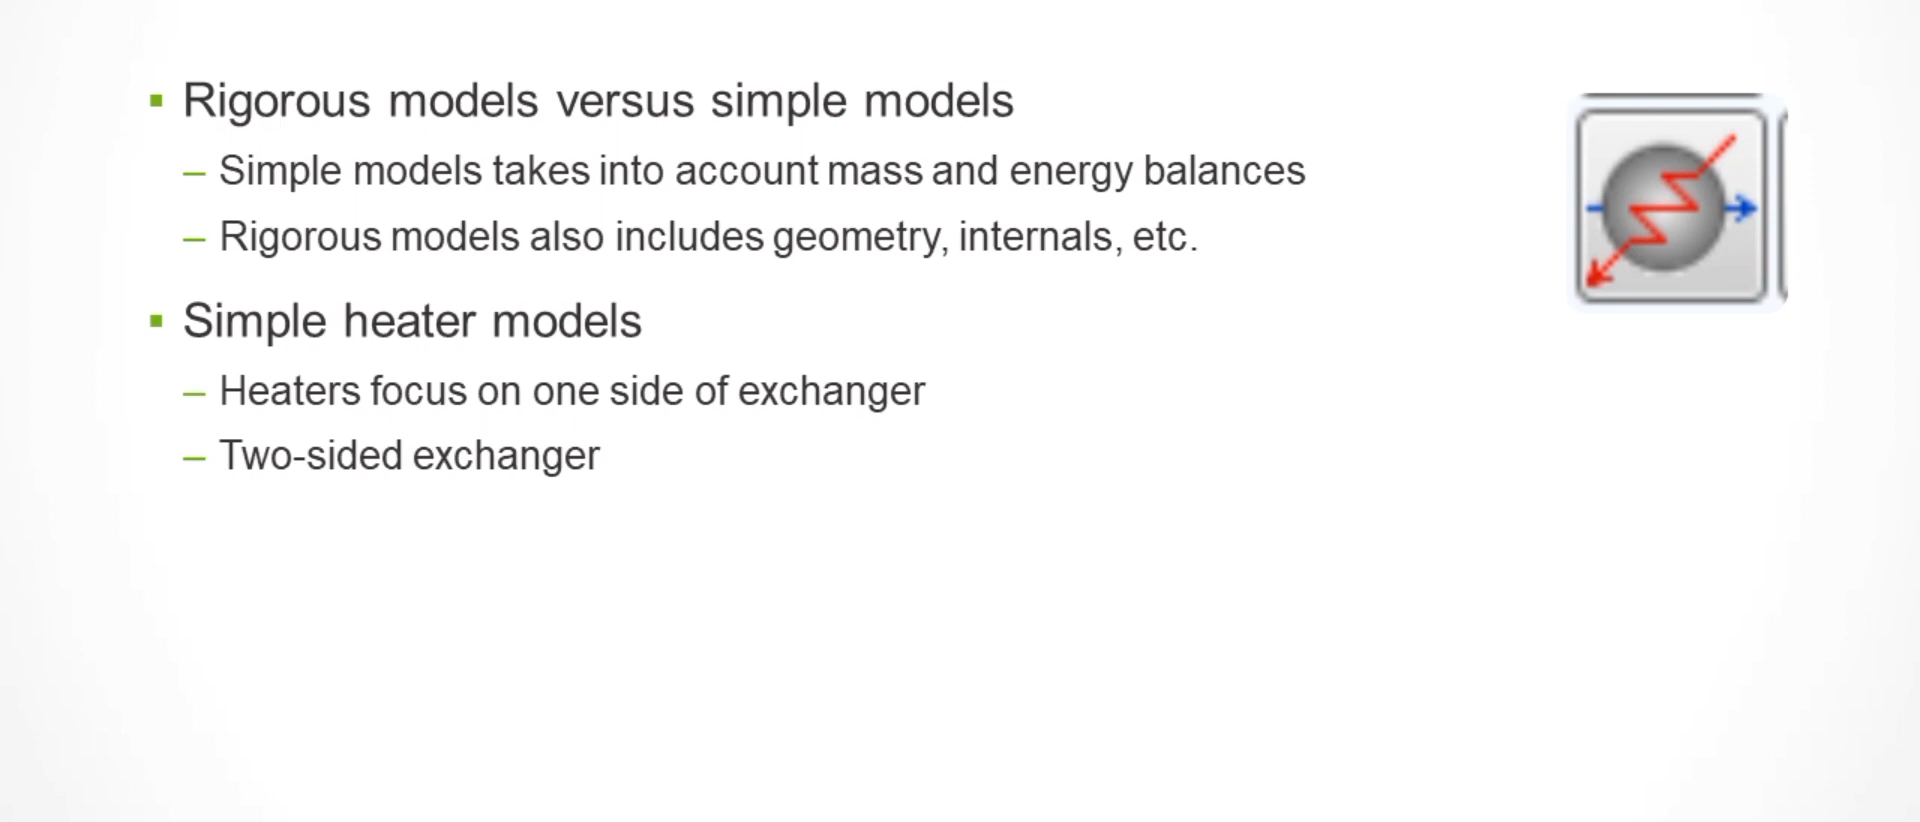 ▪ Rigorous models versus simple models
– Simple models takes into account mass and energy balances
– Rigorous models also includes geometry, internals, etc.
▪ Simple heater models
– Heaters focus on one side of exchanger
– Two-sided exchanger